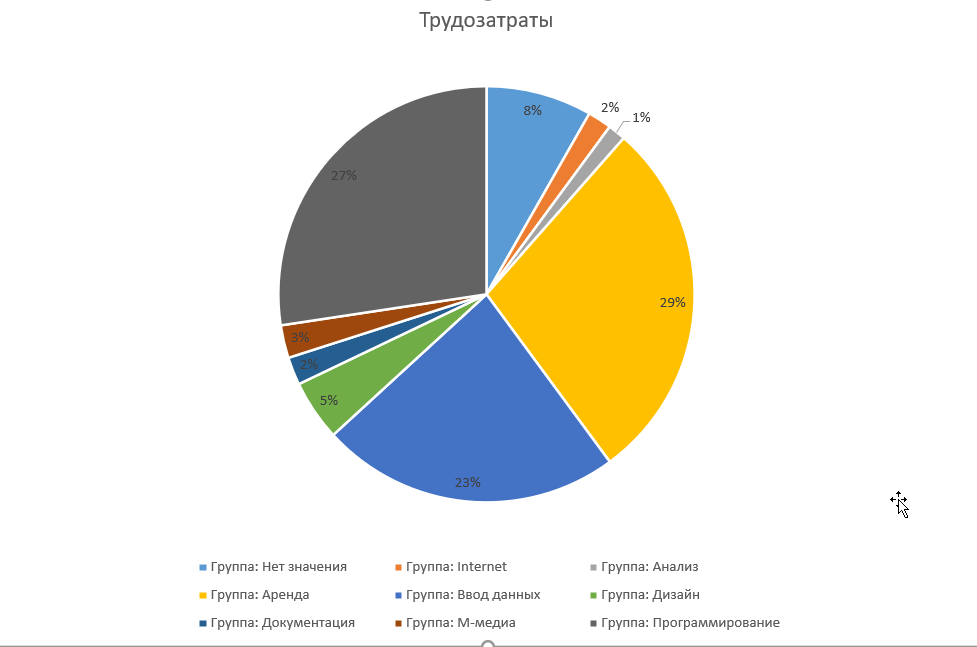 Трудозатраты
8%
2%
1%
27%
29%
3%
2%
5%
23%
Группа: Нет значения
Группа: Internet
Группа: Анализ
Группа: Аренда
Группа: Ввод данных
Группа: Дизайн
Группа: Документация
Группа: М-медиа
Группа: Программирование